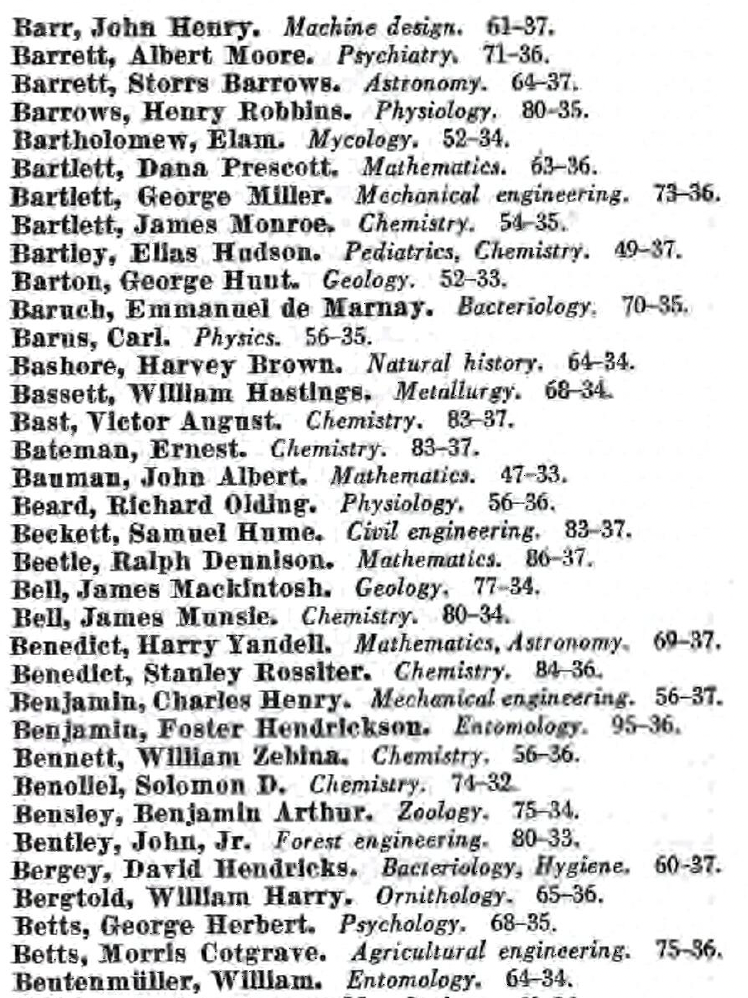 Barr, John Henry. Machine design. 61–37.
Barrett, Albert Moore. Psychiatry. 71–36.
Barrett, Storrs Barrows. Astronomy. 64–37.
Barrows, Henry Robbins. Physiology. 80–35.
Bartholomew, Elam. Mycology. 52–34.
Bartlett, Dana Prescott. Mathematics. 63–36.
Bartlett, George Miller. Mechanical engineering. 73–36.
Bartlett, James Monroe. Chemistry. 54–35.
Bartley, Elias Hudson. Pediatrics, Chemistry. 49–37.
Barton, George Hunt. Geology. 52–33.
Baruch, Emmanuel de Marnay. Bacteriology. 70–35.
Barus, Carl. Physics. 56–35.
Bashore, Harvey Brown. Natural history. 64–34.
Bassett, William Hastings. Metallurgy. 68–34.
Bast, Victor August. Chemistry. 83–37.
Bateman, Ernest. Chemistry. 83–37.
Bauman, John Albert. Mathematics. 47–33.
Beard, Richard Olding. Physiology. 56–36.
Beckett, Samuel Hume. Civil engineering. 83–37.
Beetle, Ralph Dennison. Mathematics. 86–37.
Bell, James Mackintosh. Geology. 77–34.
Bell, James Munsie. Chemistry. 80–34.
Benedict, Harry Yandell. Mathematics, Astronomy. 69–37.
Benedict, Stanley Rossiter. Chemistry. 84–36.
Benjamin, Charles Henry. Mechanical engineering. 56–37.
Benjamin, Foster Hendrickson. Entomology. 95–36.
Bennett, William Zebina. Chemistry. 56–36.
Benoliel, Solomon D. Chemistry. 74–32.
Bensley, Benjamin Arthur. Zoology. 75–34.
Bentley, John, Jr. Forest engineering. 80–33.
Bergey, David Hendricks. Bacteriology, Hygiene. 60–37.
Bergtold, William Harry. Ornithology. 65–36.
Betts, George Herbert. Psychology. 68–35.
Betts, Morris Cotgrave. Agricultural engineering. 75–36.
Beutenmüller, William. Entomology. 64–34.